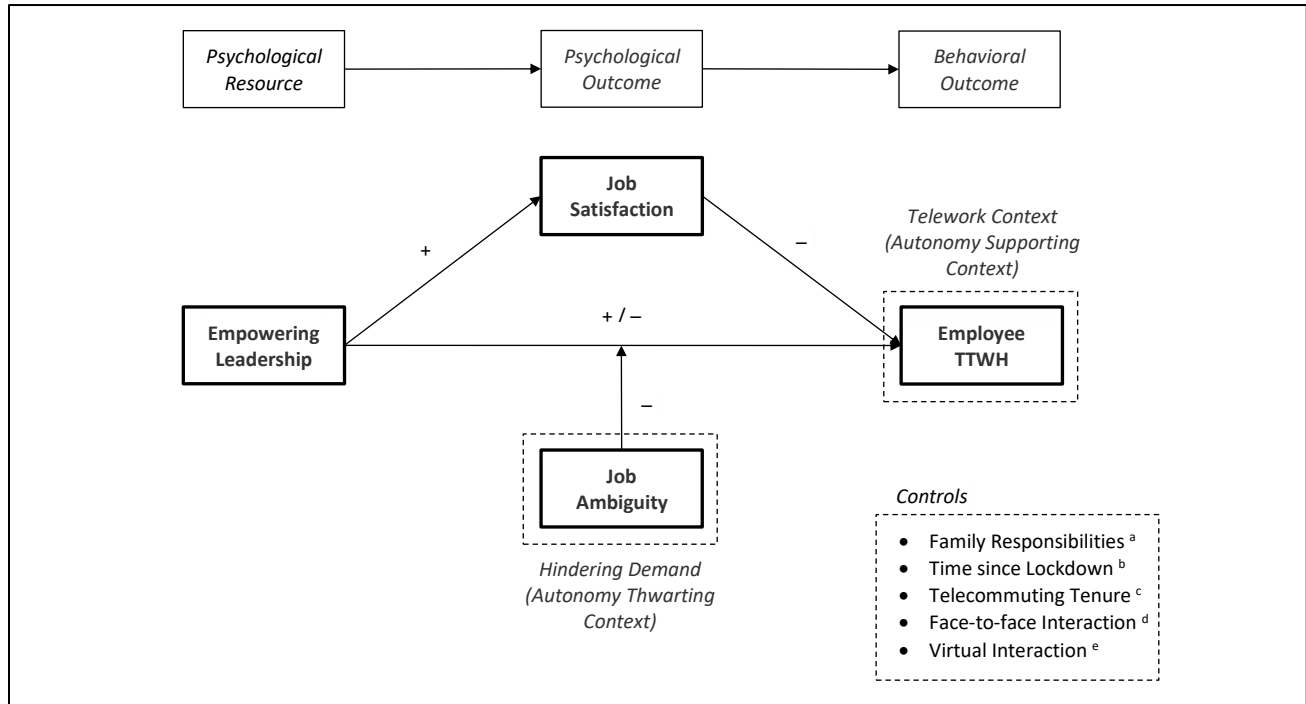 Psychological
Resource
Psychological
Outcome
Behavioral
Outcome
Job
Satisfaction
Telework Context
(Autonomy Supporting
Context)
+
–
+ / –
Empowering
Leadership
Employee
TTWH
–
Job
Ambiguity
Hindering Demand
(Autonomy Thwarting
Context)
Controls
• Family Responsibilities ᵃ
• Time since Lockdown ᵇ
• Telecommuting Tenure ᶜ
• Face-to-face Interaction ᵈ
• Virtual Interaction ᵉ